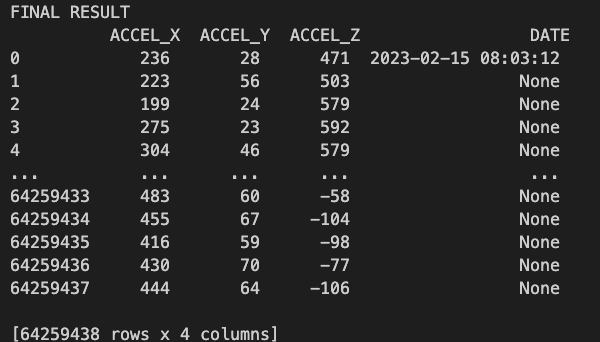 FINAL RESULT
ACCEL_X ACCEL_Y ACCEL_Z DATE
0 236 28 471 2023-02-15 08:03:12
1 223 56 503 None
2 199 24 579 None
3 275 23 592 None
4 304 46 579 None
... ... ... ... ...
64259433 483 60 -58 None
64259434 455 67 -104 None
64259435 416 59 -98 None
64259436 430 70 -77 None
64259437 444 64 -106 None
[64259438 rows x 4 columns]